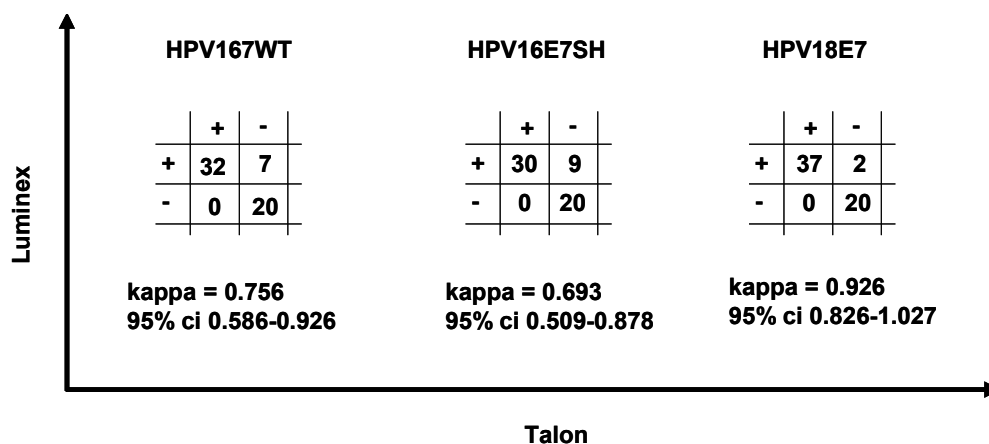 HPV167WT HPV16E7SH HPV18E7
+ - + - + -
+ 32 7 + 30 9 + 37 2
- 0 20 - 0 20 - 0 20
kappa = 0.756 kappa = 0.693 kappa = 0.926
95% ci 0.586-0.926 95% ci 0.509-0.878 95% ci 0.826-1.027
Luminex
Talon